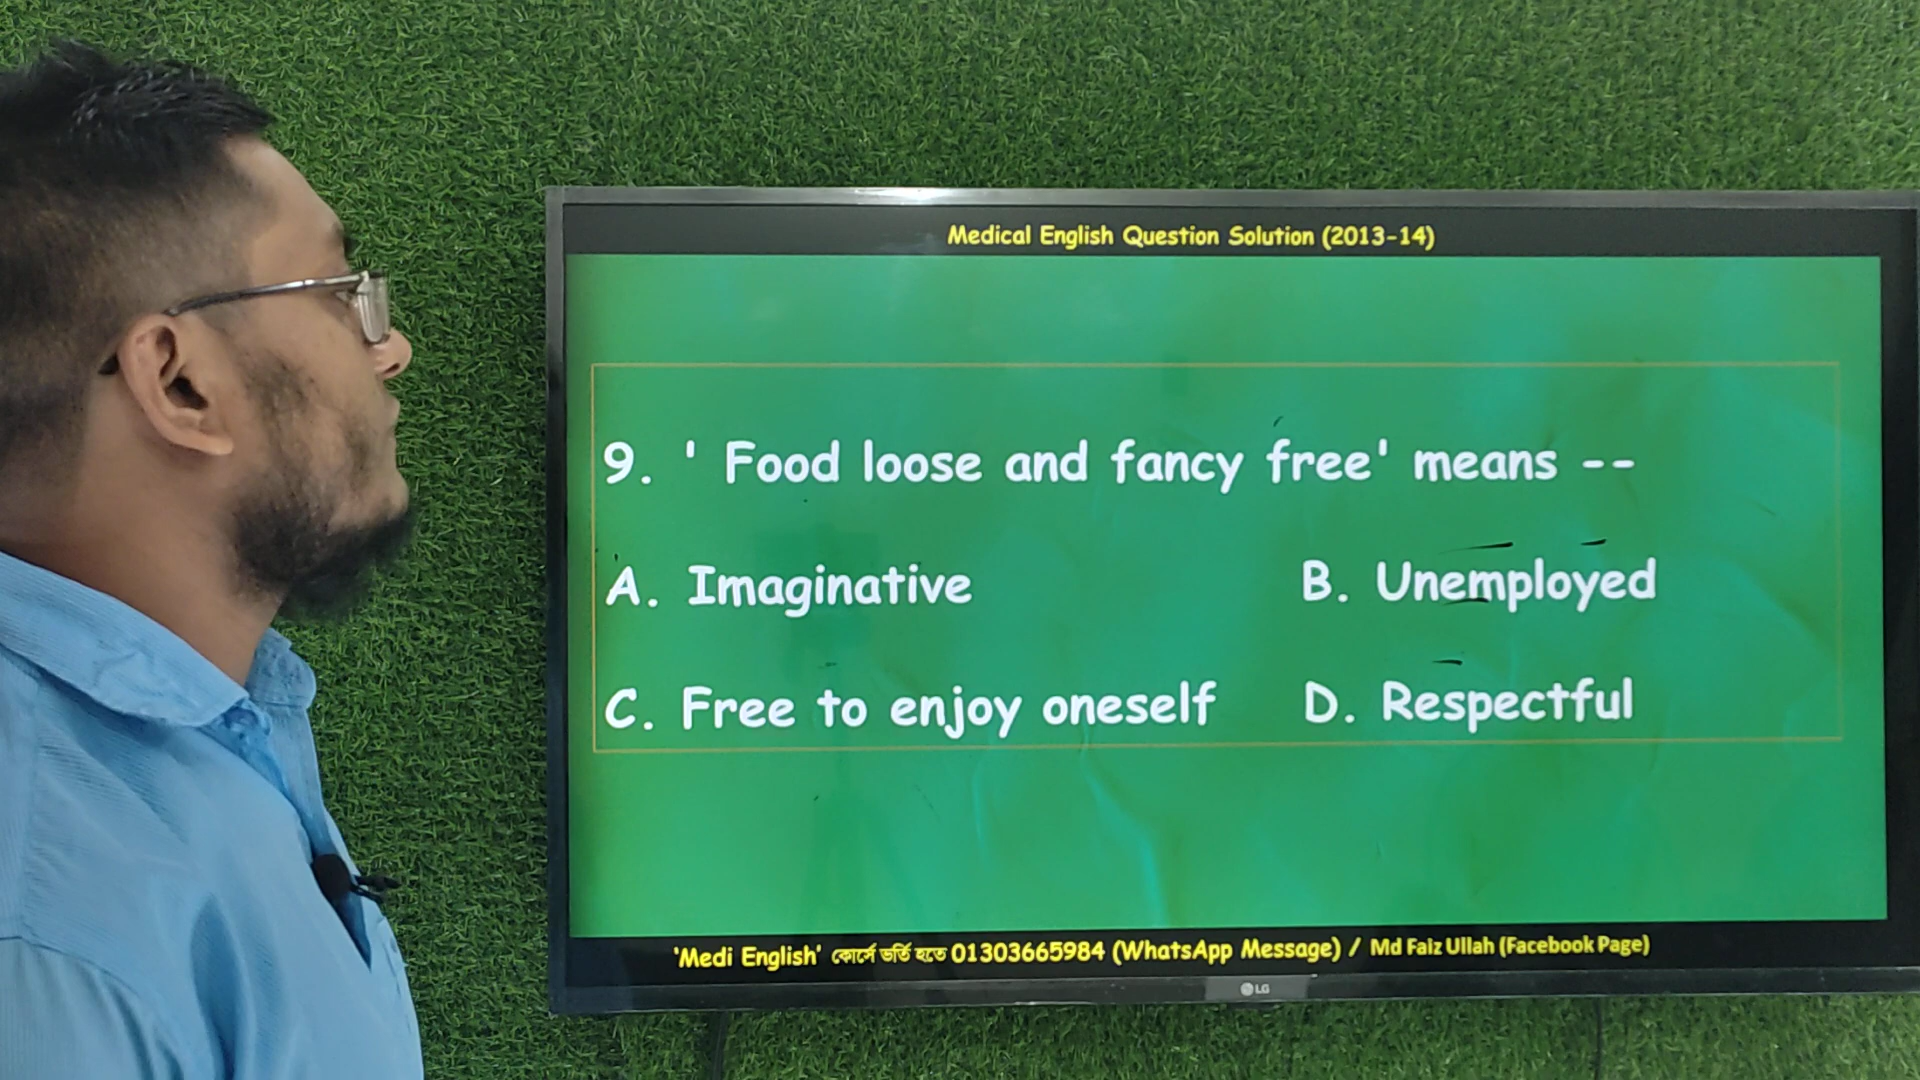 Medical English Question Solution (2013-14)
9. ' Food loose and fancy free' means --
A. Imaginative B. Unemployed
C. Free to enjoy oneself D. Respectful
'Medi English' কোর্সে ভর্তি হতে 01303665984 (WhatsApp Message) / Md Faiz Ullah (Facebook Page)
LG